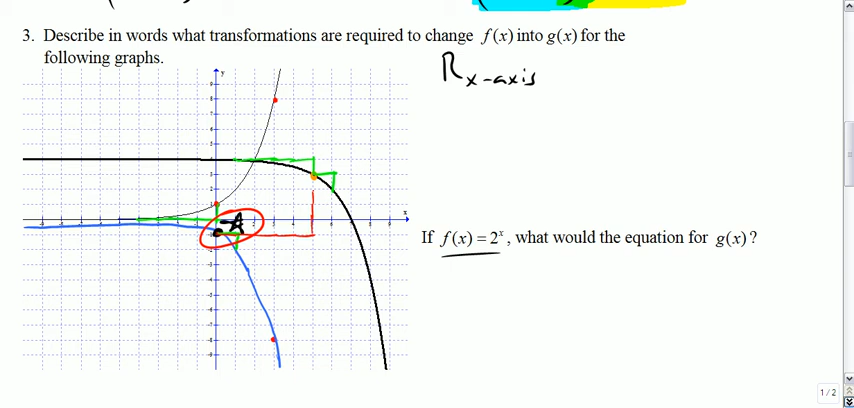 3. Describe in words what transformations are required to change f(x) into g(x) for the
following graphs.
R x-axis
y
x
A
If f(x) = 2ˣ, what would the equation for g(x)?
1 / 2